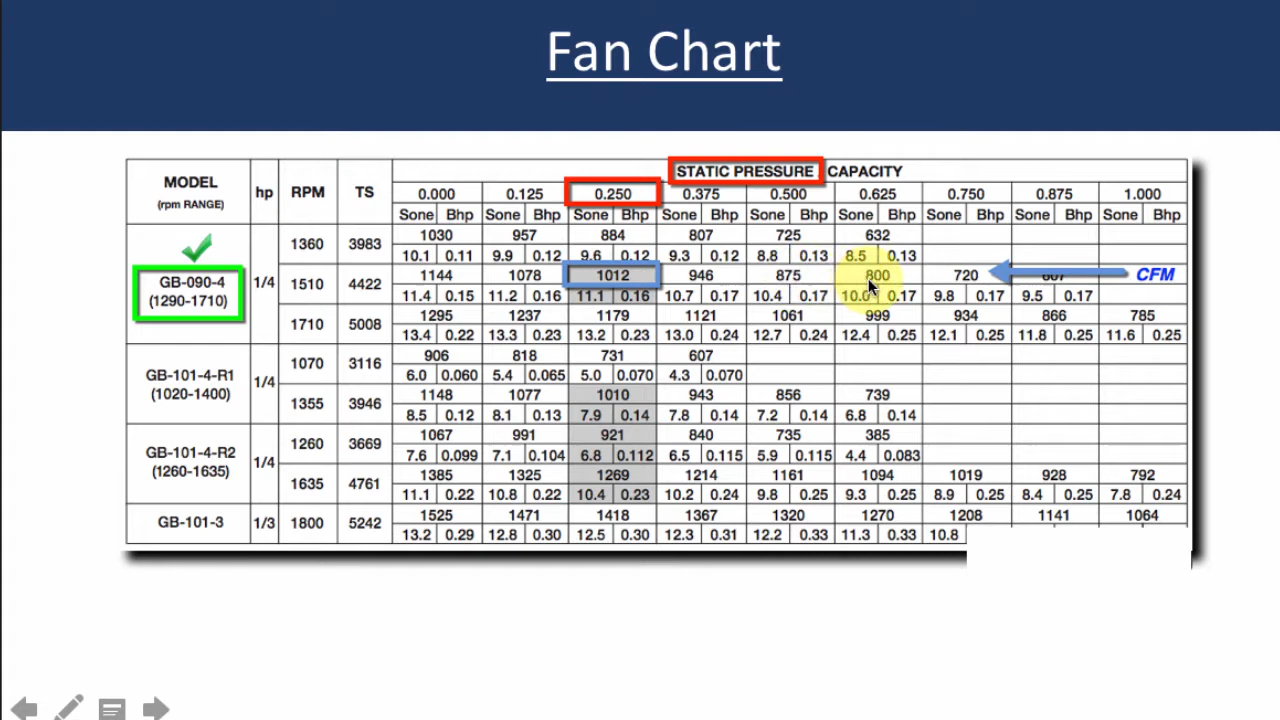 Fan Chart
STATIC PRESSURE / CAPACITY
MODEL hp RPM TS
(rpm RANGE)
0.000 0.125 0.250 0.375 0.500 0.625 0.750 0.875 1.000
Sone Bhp Sone Bhp Sone Bhp Sone Bhp Sone Bhp Sone Bhp Sone Bhp Sone Bhp Sone Bhp
GB-090-4
(1290-1710)
1/4
1360 3983
1030 957 884 807 725 632
10.1 0.11 9.9 0.12 9.6 0.12 9.3 0.12 8.8 0.13 8.5 0.13
1510 4422
1144 1078 1012 946 875 800 720 CFM
11.4 0.15 11.2 0.16 11.1 0.16 10.7 0.17 10.4 0.17 10.0 0.17 9.8 0.17 9.5 0.17
1710 5008
1295 1237 1179 1121 1061 999 934 866 785
13.4 0.22 13.3 0.23 13.2 0.23 13.0 0.24 12.7 0.24 12.4 0.25 12.1 0.25 11.8 0.25 11.6 0.25
GB-101-4-R1
(1020-1400)
1/4
1070 3116
906 818 731 607
6.0 0.060 5.4 0.065 5.0 0.070 4.3 0.070
1355 3946
1148 1077 1010 943 856 739
8.5 0.12 8.1 0.13 7.9 0.14 7.8 0.14 7.2 0.14 6.8 0.14
GB-101-4-R2
(1260-1635)
1/4
1260 3669
1067 991 921 840 735 385
7.6 0.099 7.1 0.104 6.8 0.112 6.5 0.115 5.9 0.115 4.4 0.083
1635 4761
1385 1325 1269 1214 1161 1094 1019 928 792
11.1 0.22 10.8 0.22 10.4 0.23 10.2 0.24 9.8 0.25 9.3 0.25 8.9 0.25 8.4 0.25 7.8 0.24
GB-101-3 1/3 1800 5242
1525 1471 1418 1367 1320 1270 1208 1141 1064
13.2 0.29 12.8 0.30 12.5 0.30 12.3 0.31 12.2 0.33 11.3 0.33 10.8